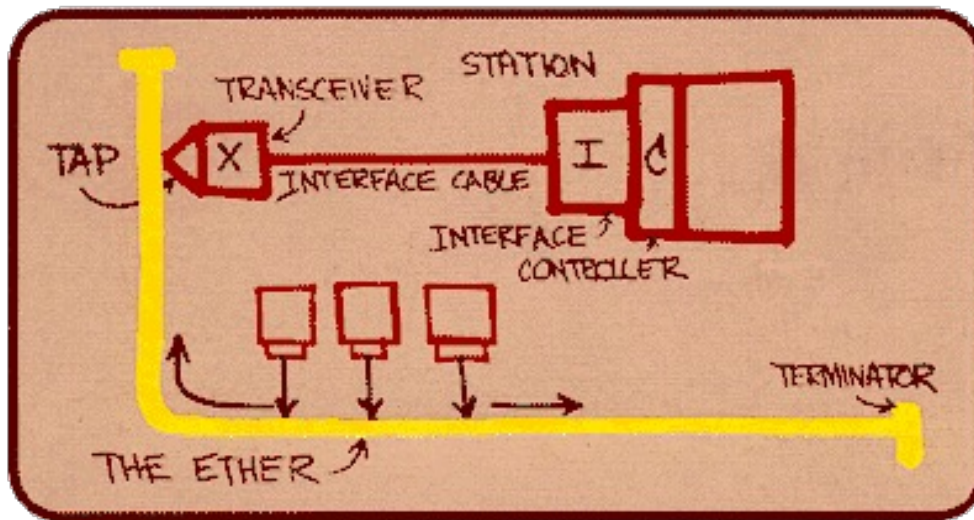 STATION
TRANSCEIVER
TAP
X
I
C
INTERFACE CABLE
INTERFACE
CONTROLLER
TERMINATOR
THE ETHER